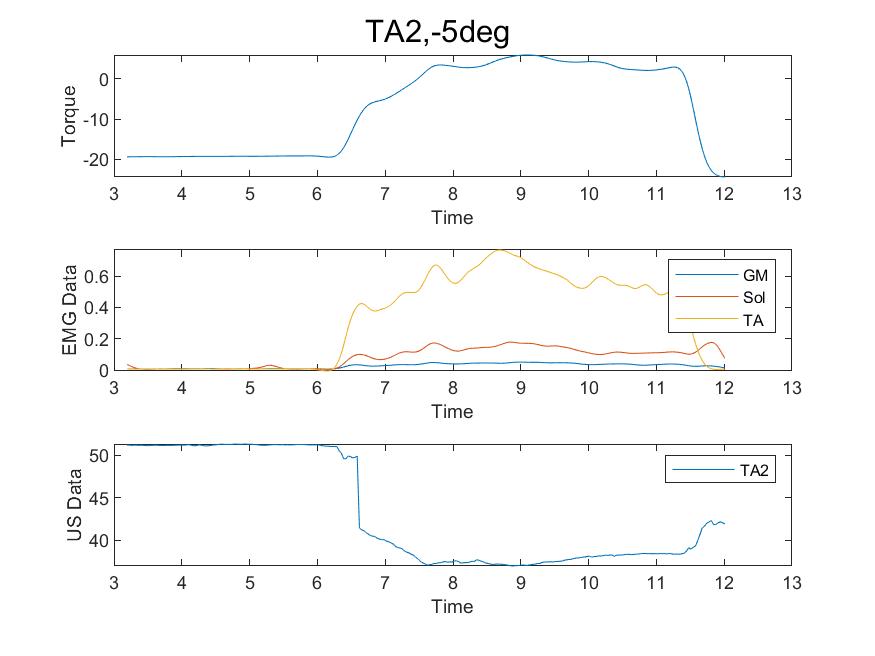 TA2,-5deg
Torque
0
-10
-20
3 4 5 6 7 8 9 10 11 12 13
Time
EMG Data
0.6
0.4
0.2
0
GM
Sol
TA
3 4 5 6 7 8 9 10 11 12 13
Time
US Data
50
45
40
TA2
3 4 5 6 7 8 9 10 11 12 13
Time